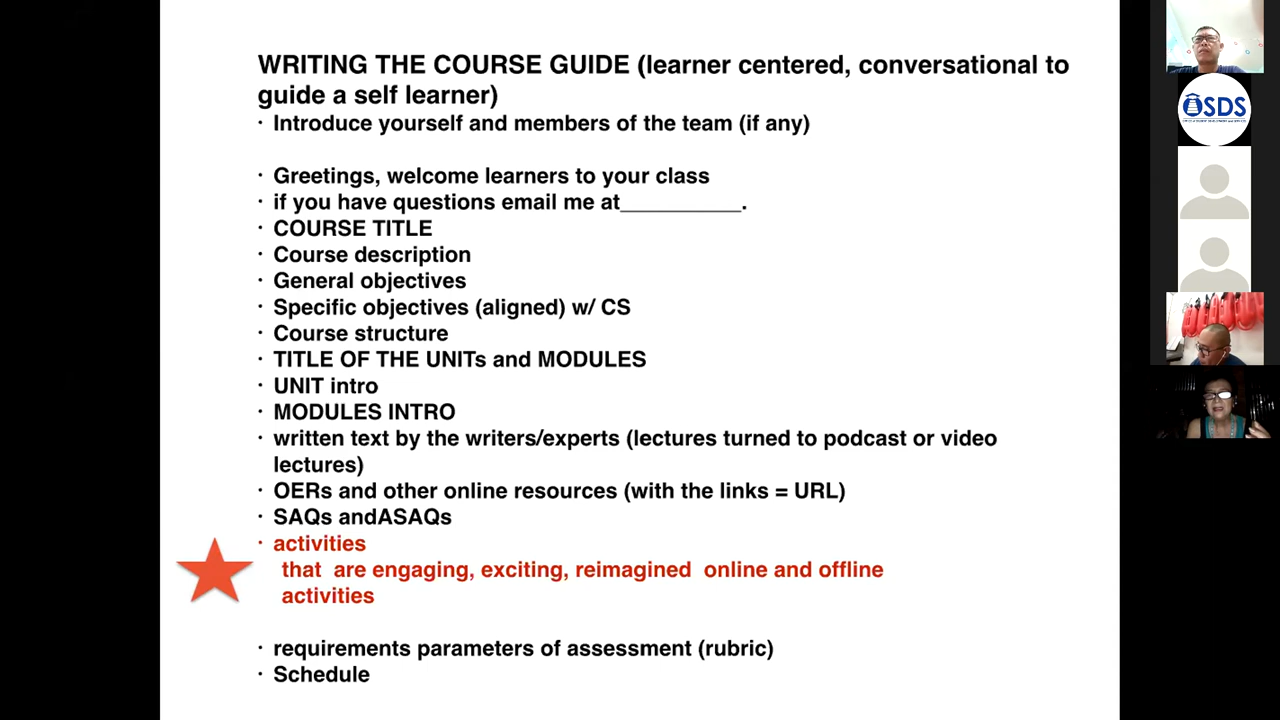 WRITING THE COURSE GUIDE (learner centered, conversational to
guide a self learner)
· Introduce yourself and members of the team (if any)
· Greetings, welcome learners to your class
· if you have questions email me at__________.
· COURSE TITLE
· Course description
· General objectives
· Specific objectives (aligned) w/ CS
· Course structure
· TITLE OF THE UNITs and MODULES
· UNIT intro
· MODULES INTRO
· written text by the writers/experts (lectures turned to podcast or video
lectures)
· OERs and other online resources (with the links = URL)
· SAQs andASAQs
· activities
that are engaging, exciting, reimagined online and offline
activities
· requirements parameters of assessment (rubric)
· Schedule
OSDS